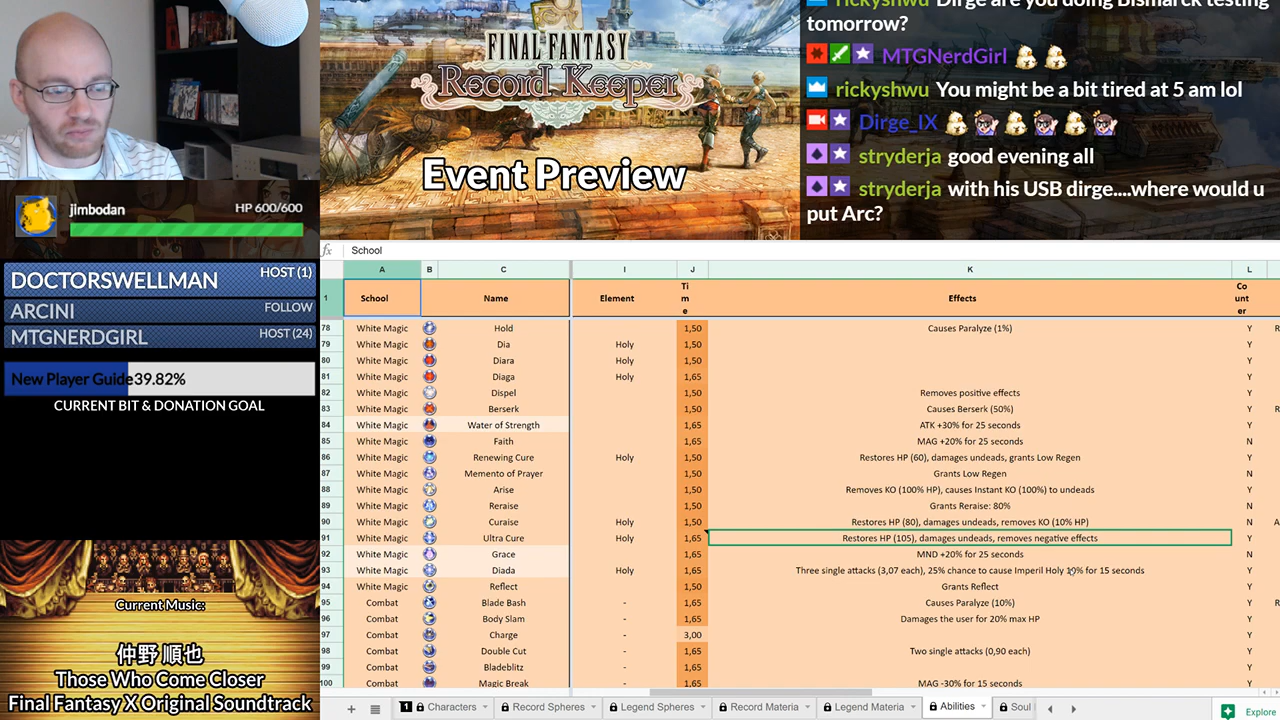 FINAL FANTASY
Record Keeper
Event Preview
rickyshwu Dirge are you doing Bismarck testing
tomorrow?
MTGNerdGirl
rickyshwu You might be a bit tired at 5 am lol
Dirge_IX
stryderja good evening all
stryderja with his USB dirge....where would u
put Arc?
jimbodan HP 600/600
DOCTORSWELLMAN HOST (1)
ARCINI FOLLOW
MTGNERDGIRL HOST (24)
New Player Guide39.82%
CURRENT BIT & DONATION GOAL
Current Music:
仲野 順也
Those Who Come Closer
Final Fantasy X Original Soundtrack
fx School
A B C I J K L
1 School Name Element Ti m e Effects Co unt er
78 White Magic Hold 1,50 Causes Paralyze (1%) Y R
79 White Magic Dia Holy 1,50 Y
80 White Magic Diara Holy 1,50 Y
81 White Magic Diaga Holy 1,65 Y
82 White Magic Dispel 1,50 Removes positive effects Y
83 White Magic Berserk 1,50 Causes Berserk (50%) Y R
84 White Magic Water of Strength 1,65 ATK +30% for 25 seconds Y
85 White Magic Faith 1,65 MAG +20% for 25 seconds N
86 White Magic Renewing Cure Holy 1,50 Restores HP (60), damages undeads, grants Low Regen Y
87 White Magic Memento of Prayer 1,50 Grants Low Regen N
88 White Magic Arise 1,50 Removes KO (100% HP), causes Instant KO (100%) to undeads Y
89 White Magic Reraise 1,50 Grants Reraise: 80% N
90 White Magic Curaise Holy 1,50 Restores HP (80), damages undeads, removes KO (10% HP) N A
91 White Magic Ultra Cure Holy 1,65 Restores HP (105), damages undeads, removes negative effects Y
92 White Magic Grace 1,65 MND +20% for 25 seconds N
93 White Magic Diada Holy 1,65 Three single attacks (3,07 each), 25% chance to cause Imperil Holy 10% for 15 seconds Y
94 White Magic Reflect 1,50 Grants Reflect Y
95 Combat Blade Bash - 1,65 Causes Paralyze (10%) Y R
96 Combat Body Slam - 1,65 Damages the user for 20% max HP Y
97 Combat Charge - 3,00 Y
98 Combat Double Cut - 1,65 Two single attacks (0,90 each) Y
99 Combat Bladeblitz - 1,65 Y
100 Combat Magic Break - 1,65 MAG -30% for 15 seconds Y
+ 1 Characters Record Spheres Legend Spheres Record Materia Legend Materia Abilities Soul Explore